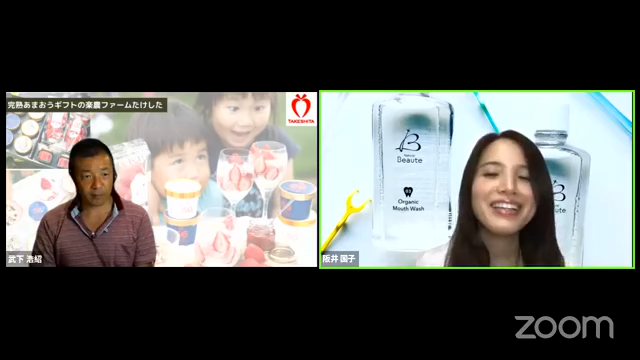 完熟あまおうギフトの楽農ファームたけした
TAKESHITA
武下 浩紹
B
Beaute
Organic
Mouth Wash
B
Beaute
阪井 国子
zoom